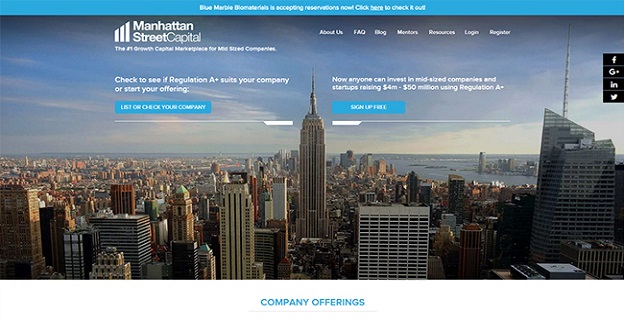 Blue Marble Biomaterials is accepting reservations now! Click here to check it out!
Manhattan
StreetCapital
The #1 Growth Capital Marketplace for Mid Sized Companies.
About Us FAQ Blog Mentors Resources Login Register
Check to see if Regulation A+ suits your company
or start your offering:
LIST OR CHECK YOUR COMPANY
Now anyone can invest in mid-sized companies and
startups raising $4m - $50 million using Regulation A+
SIGN UP FREE
COMPANY OFFERINGS